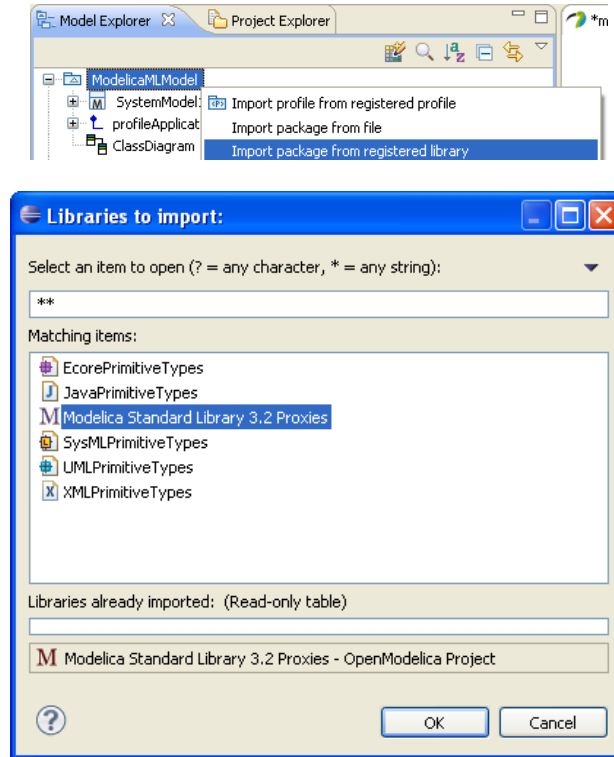 Model Explorer
Project Explorer
*m
ModelicaMLModel
SystemModel
profileApplicat
ClassDiagram
Import profile from registered profile
Import package from file
Import package from registered library
Libraries to import:
Select an item to open (? = any character, * = any string):
**
Matching items:
EcorePrimitiveTypes
JavaPrimitiveTypes
Modelica Standard Library 3.2 Proxies
SysMLPrimitiveTypes
UMLPrimitiveTypes
XMLPrimitiveTypes
Libraries already imported: (Read-only table)
Modelica Standard Library 3.2 Proxies - OpenModelica Project
OK
Cancel